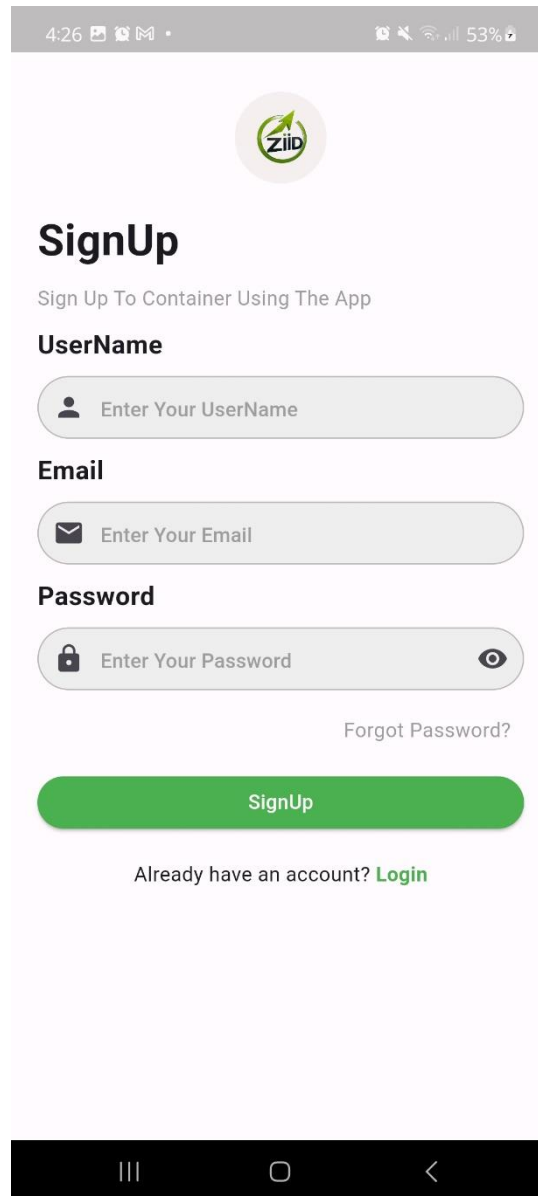 4:26
53%
ZiiD
SignUp
Sign Up To Container Using The App
UserName
Enter Your UserName
Email
Enter Your Email
Password
Enter Your Password
Forgot Password?
SignUp
Already have an account? Login